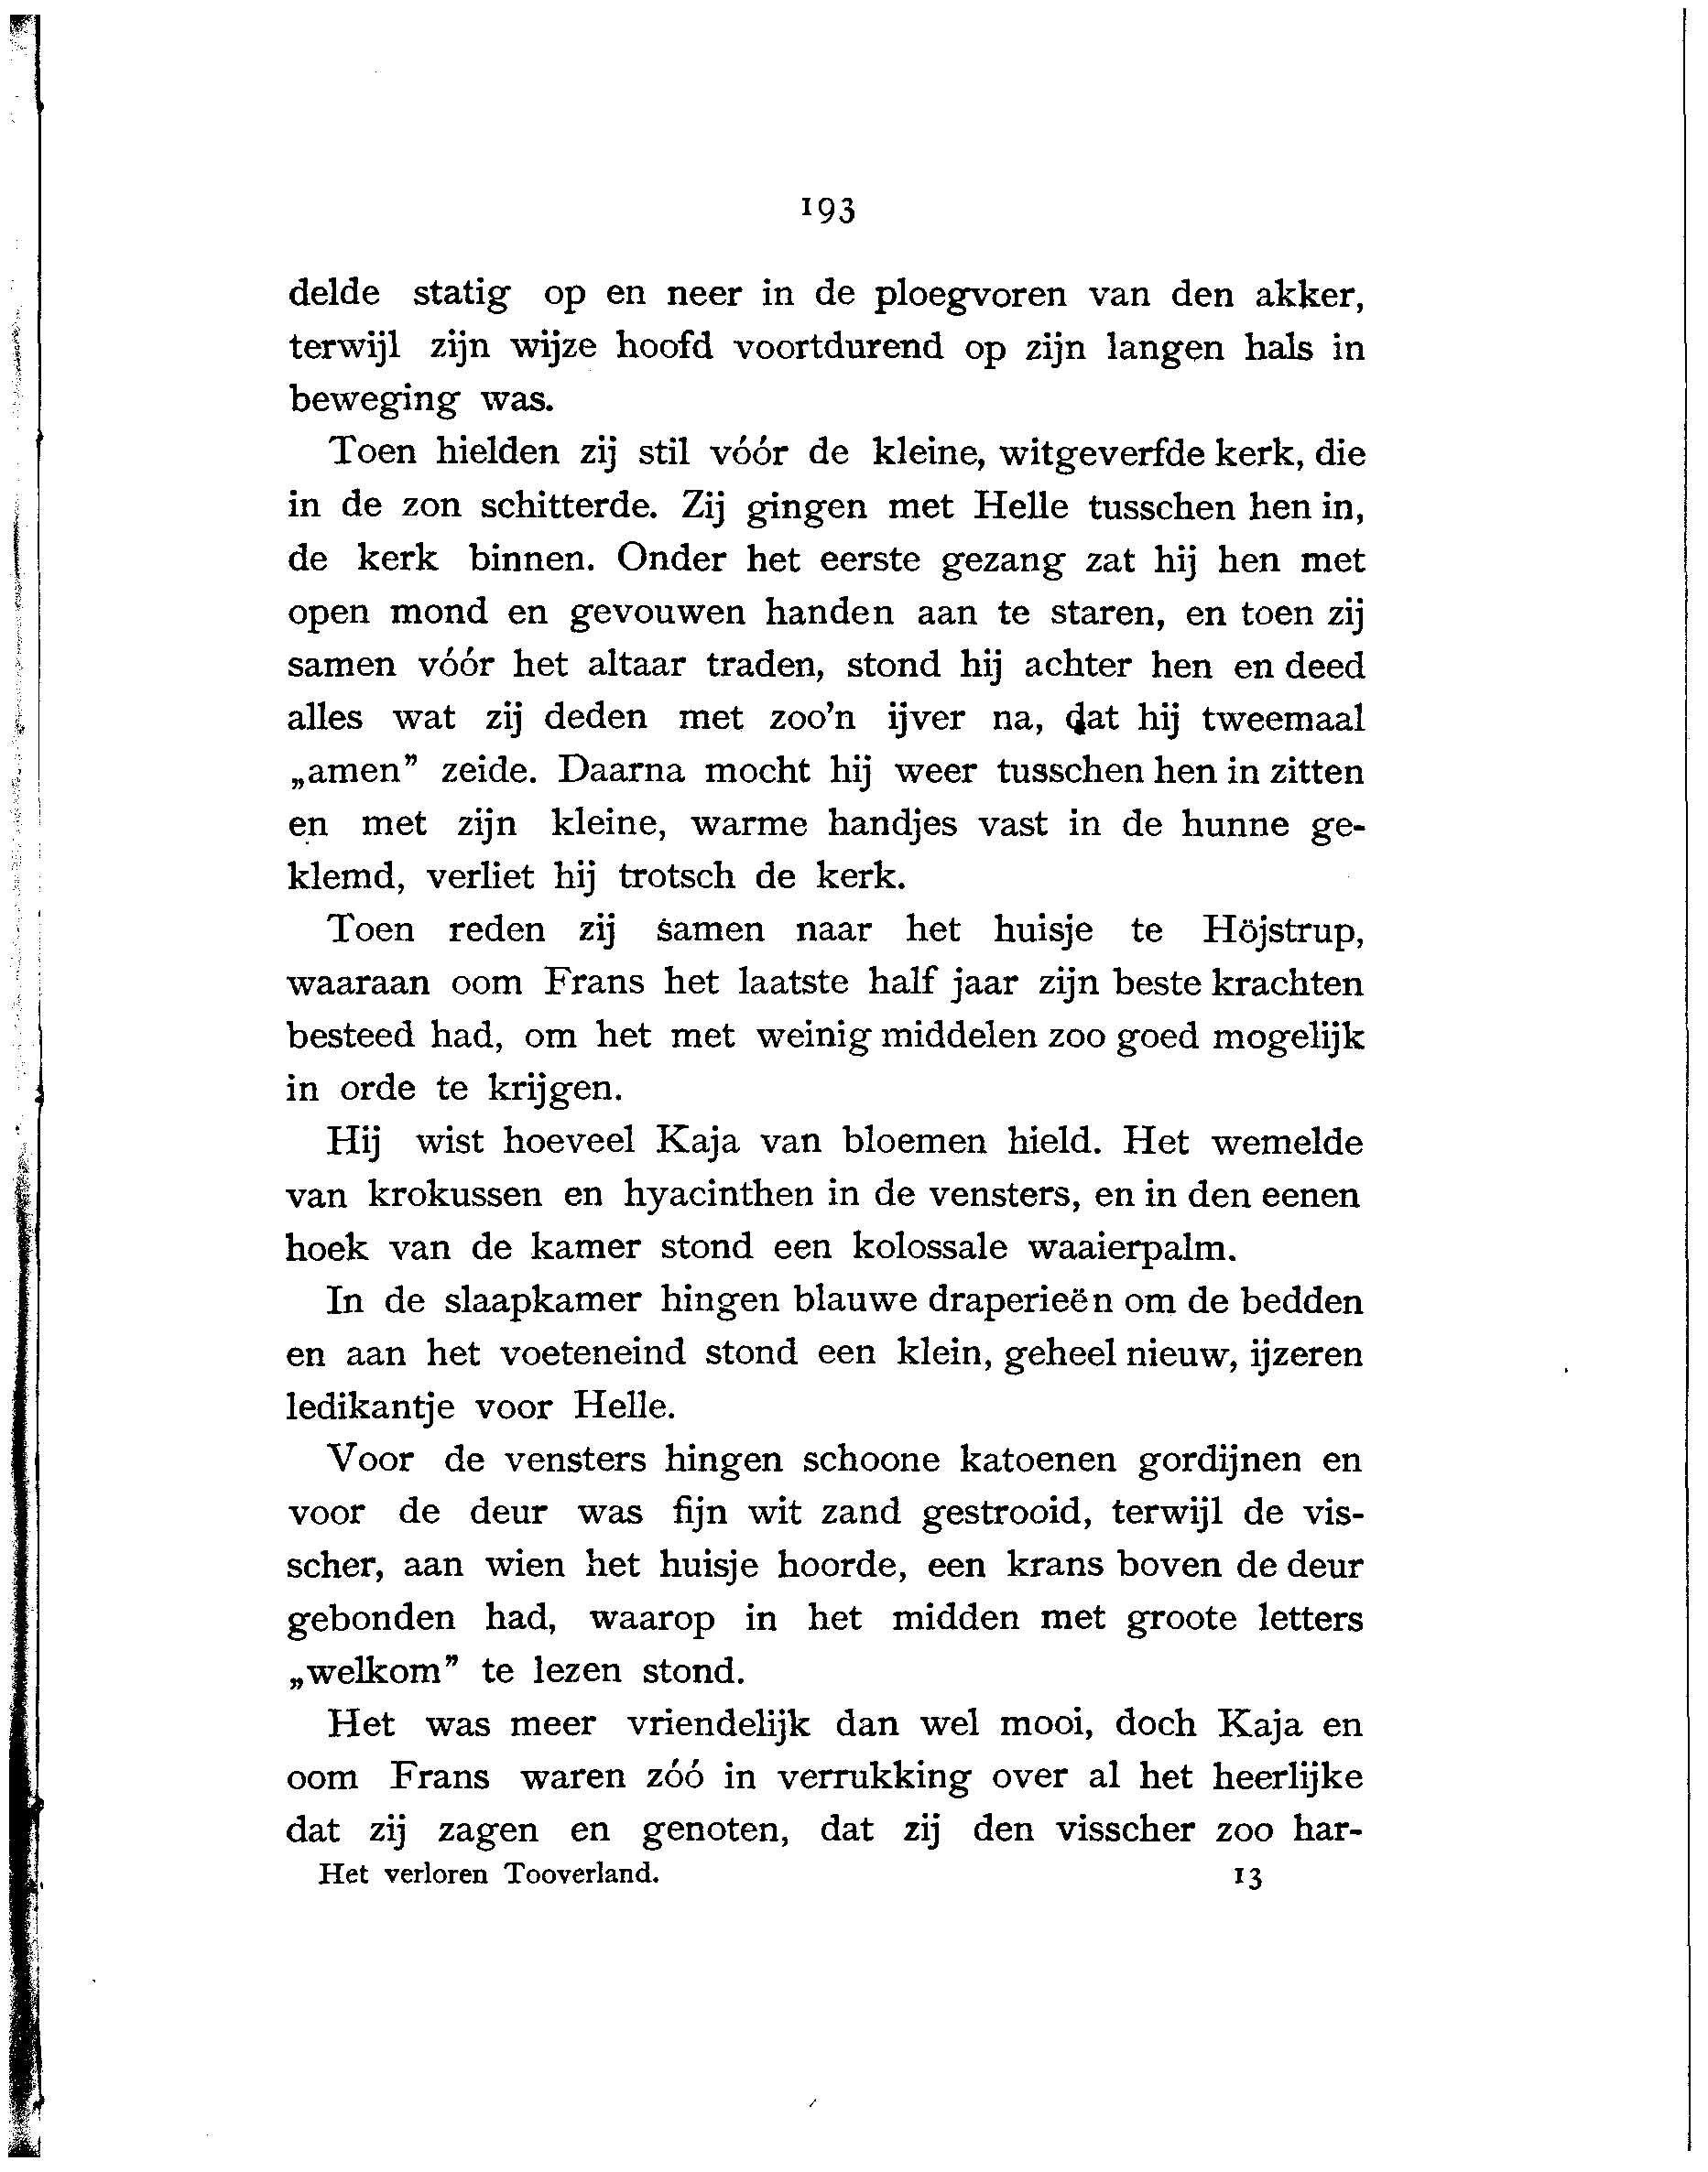 193
delde statig op en neer in de ploegvoren van den akker,
terwijl zijn wijze hoofd voortdurend op zijn langen hals in
beweging was.
Toen hielden zij stil vóór de kleine, witgeverfde kerk, die
in de zon schitterde. Zij gingen met Helle tusschen hen in,
de kerk binnen. Onder het eerste gezang zat hij hen met
open mond en gevouwen handen aan te staren, en toen zij
samen vóór het altaar traden, stond hij achter hen en deed
alles wat zij deden met zoo'n ijver na, dat hij tweemaal
„amen” zeide. Daarna mocht hij weer tusschen hen in zitten
en met zijn kleine, warme handjes vast in de hunne ge-
klemd, verliet hij trotsch de kerk.
Toen reden zij samen naar het huisje te Höjstrup,
waaraan oom Frans het laatste half jaar zijn beste krachten
besteed had, om het met weinig middelen zoo goed mogelijk
in orde te krijgen.
Hij wist hoeveel Kaja van bloemen hield. Het wemelde
van krokussen en hyacinthen in de vensters, en in den eenen
hoek van de kamer stond een kolossale waaierpalm.
In de slaapkamer hingen blauwe draperieën om de bedden
en aan het voeteneind stond een klein, geheel nieuw, ijzeren
ledikantje voor Helle.
Voor de vensters hingen schoone katoenen gordijnen en
voor de deur was fijn wit zand gestrooid, terwijl de vis-
scher, aan wien het huisje hoorde, een krans boven de deur
gebonden had, waarop in het midden met groote letters
„welkom” te lezen stond.
Het was meer vriendelijk dan wel mooi, doch Kaja en
oom Frans waren zóó in verrukking over al het heerlijke
dat zij zagen en genoten, dat zij den visscher zoo har-
Het verloren Tooverland. 13